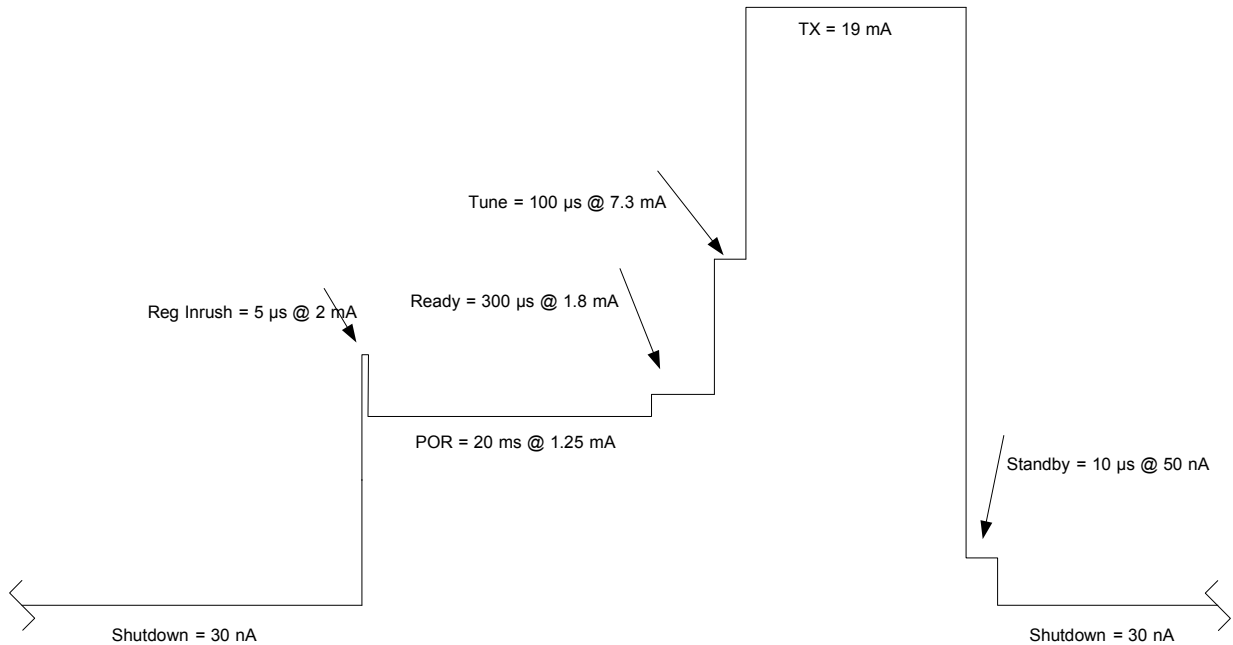 TX = 19 mA
Tune = 100 µs @ 7.3 mA
Ready = 300 µs @ 1.8 mA
Reg Inrush = 5 µs @ 2 mA
POR = 20 ms @ 1.25 mA
Standby = 10 µs @ 50 nA
Shutdown = 30 nA
Shutdown = 30 nA